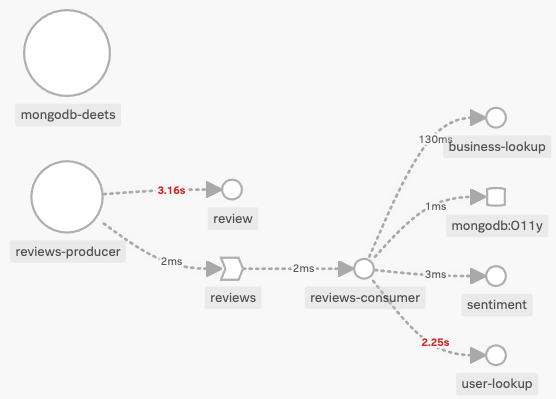 mongodb-deets
130ms
business-lookup
3.16s
reviews-producer
review
1ms
mongodb:O11y
2ms
2ms
3ms
reviews
reviews-consumer
sentiment
2.25s
user-lookup